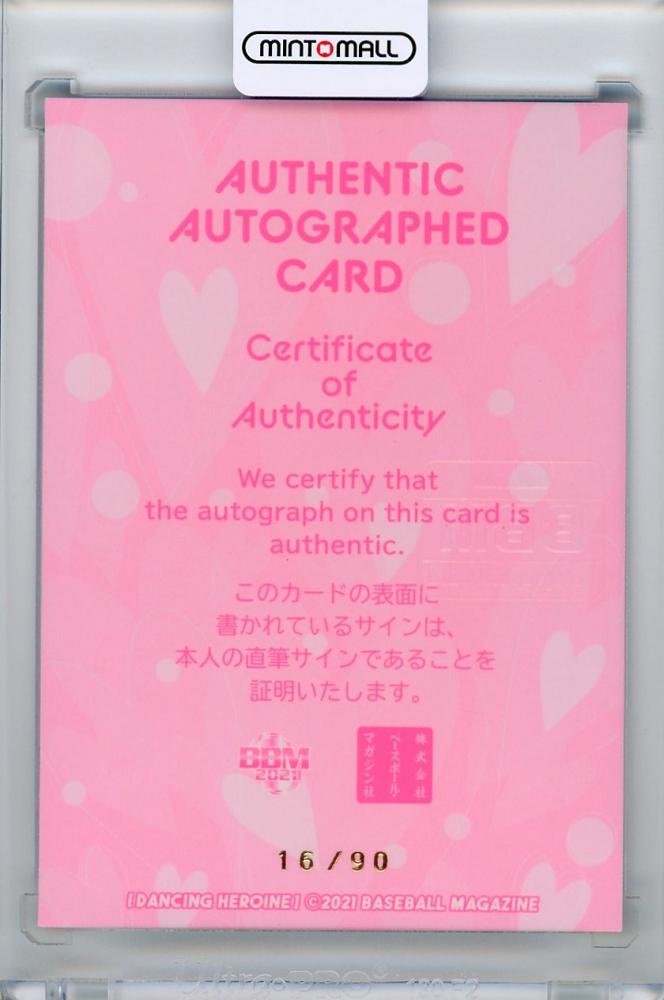 MINTOMALL
AUTHENTIC
AUTOGRAPHED
CARD
Certificate
of
Authenticity
We certify that
the autograph on this card is
authentic.
このカードの表面に
書かれているサインは、
本人の直筆サインであることを
証明いたします。
BBM
2021
株式会社
ベースボール・
マガジン社
16/90
[DANCING HEROINE] ©2021 BASEBALL MAGAZINE